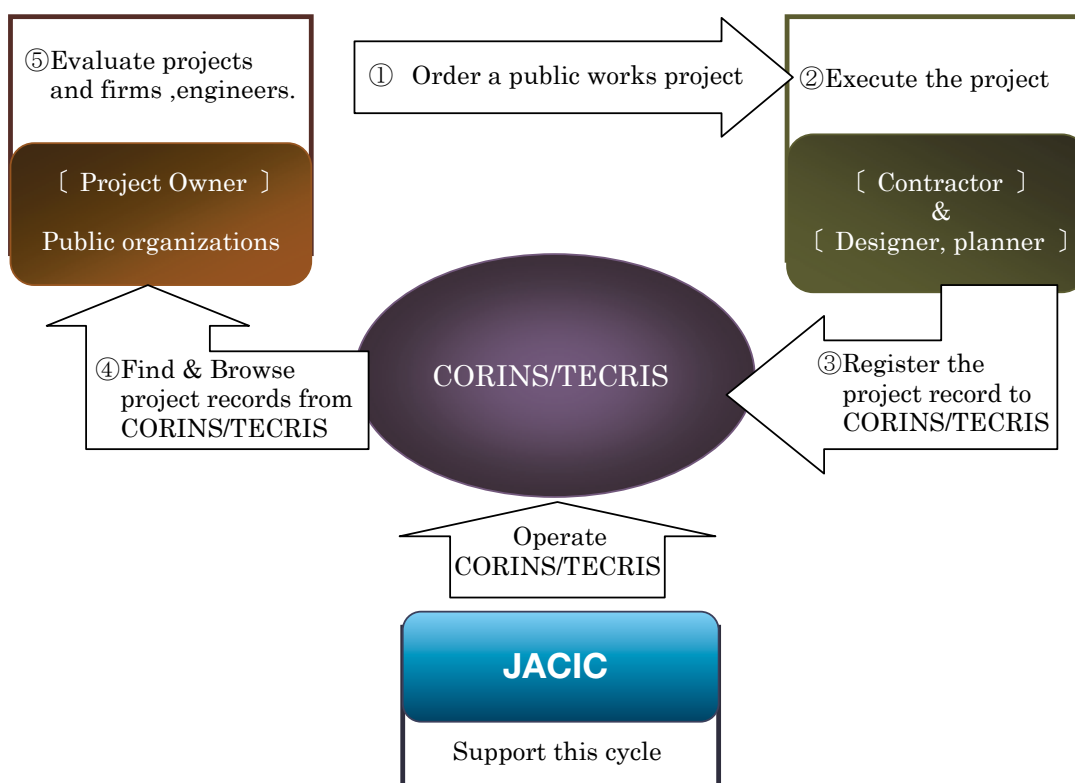 ⑤Evaluate projects
and firms ,engineers.
〔 Project Owner 〕
Public organizations
① Order a public works project
②Execute the project
〔 Contractor 〕
&
〔 Designer, planner 〕
③Register the
project record to
CORINS/TECRIS
CORINS/TECRIS
④Find & Browse
project records from
CORINS/TECRIS
Operate
CORINS/TECRIS
JACIC
Support this cycle